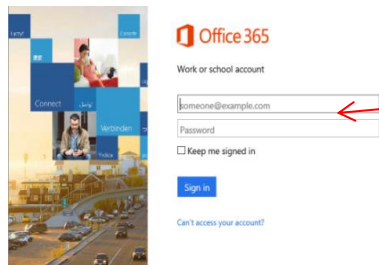 Connect
Verbinden
Office 365
Work or school account
someone@example.com
Password
Keep me signed in
Sign in
Can't access your account?